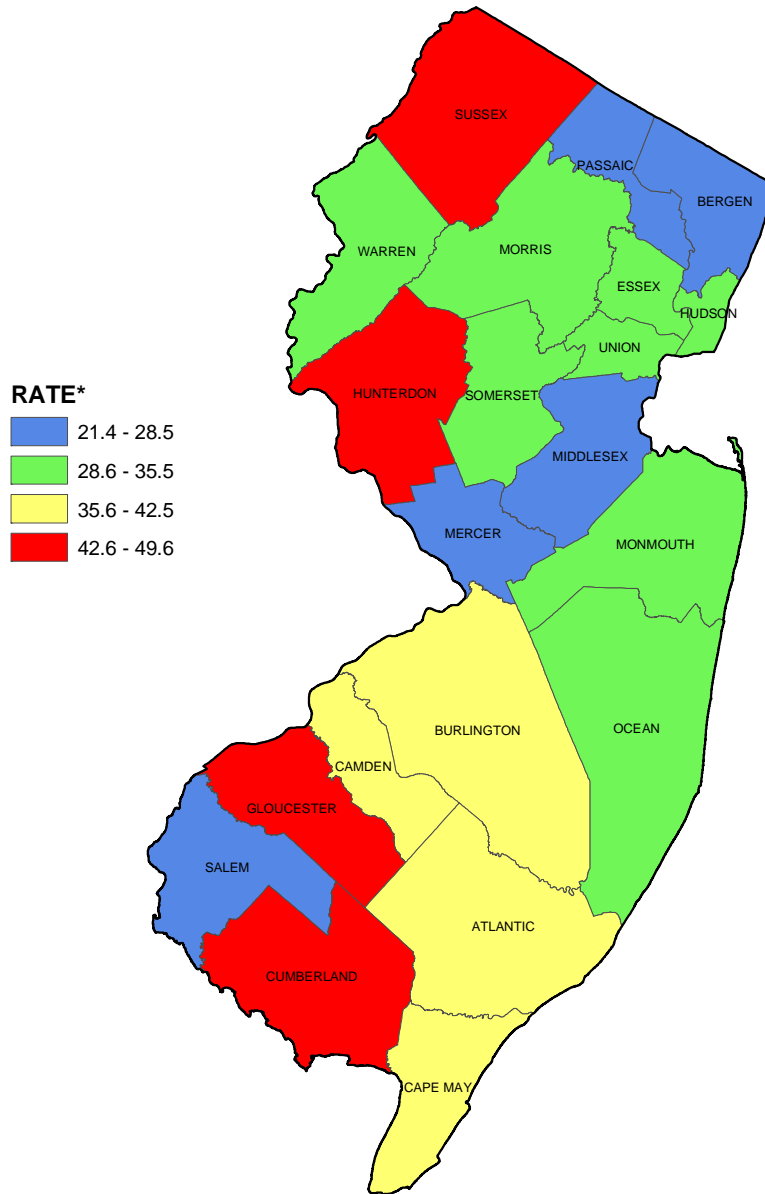 SUSSEX
PASSAIC
BERGEN
WARREN
MORRIS
ESSEX
HUDSON
UNION
HUNTERDON
SOMERSET
RATE*
21.4 - 28.5
28.6 - 35.5
35.6 - 42.5
42.6 - 49.6
MIDDLESEX
MERCER
MONMOUTH
BURLINGTON
OCEAN
CAMDEN
GLOUCESTER
SALEM
ATLANTIC
CUMBERLAND
CAPE MAY